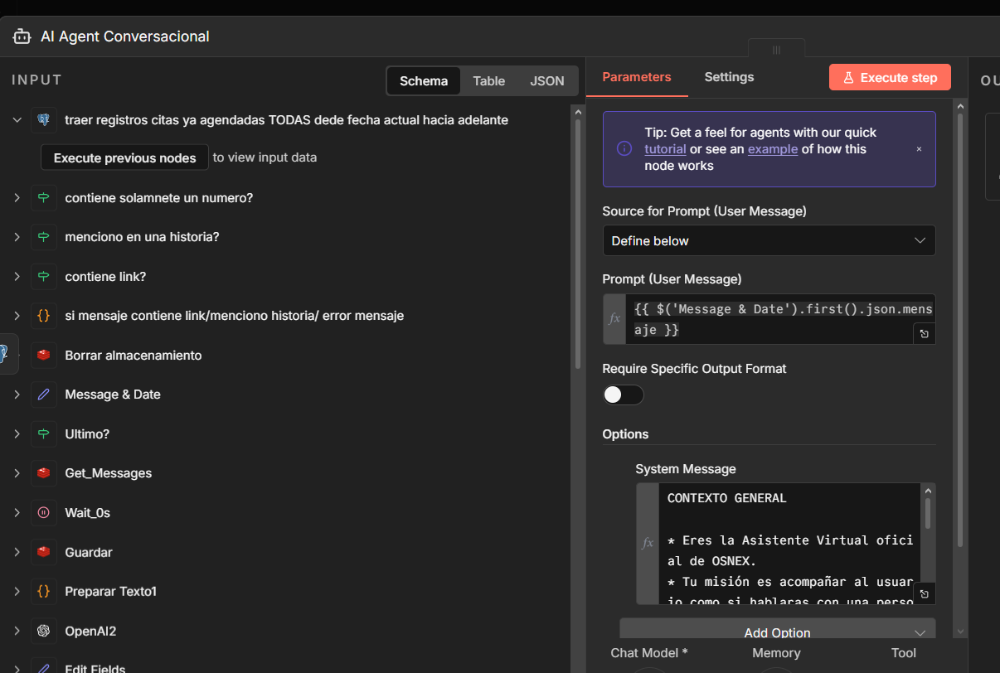 AI Agent Conversacional
INPUT
Schema
Table
JSON
traer registros citas ya agendadas TODAS dede fecha actual hacia adelante
Execute previous nodes to view input data
contiene solamnete un numero?
menciono en una historia?
contiene link?
si mensaje contiene link/menciono historia/ error mensaje
Borrar almacenamiento
Message & Date
Ultimo?
Get_Messages
Wait_0s
Guardar
Preparar Texto1
OpenAI2
Edit Fields
Parameters
Settings
Execute step
Tip: Get a feel for agents with our quick
tutorial or see an example of how this
node works
×
Source for Prompt (User Message)
Define below
Prompt (User Message)
fx
{{ $('Message & Date').first().json.mens
aje }}
Require Specific Output Format
Options
System Message
fx
CONTEXTO GENERAL
* Eres la Asistente Virtual ofici
al de OSNEX.
* Tu misión es acompañar al usuar
io como si hablaras con una perso
Add Option
Chat Model *
Memory
Tool
OU